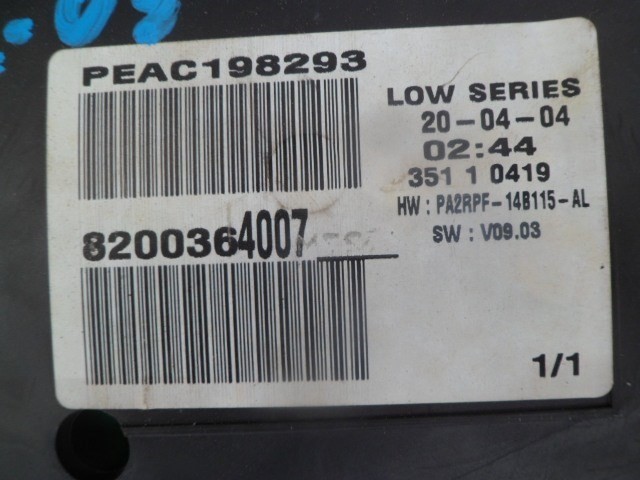 PEAC198293
LOW SERIES
20-04-04
02:44
351 1 0419
HW : PA2RPF-14B115-AL
SW : V09.03
8200364007
1/1